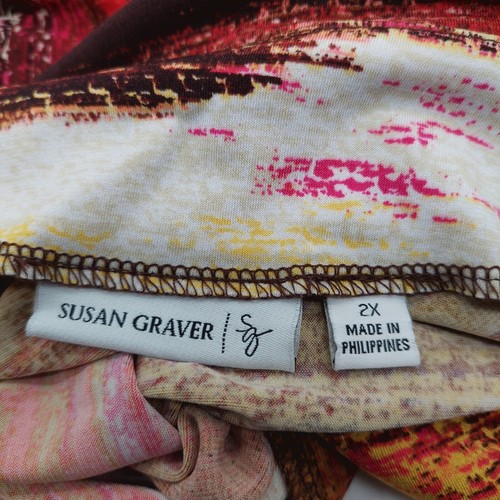 SUSAN GRAVER Sg
2X
MADE IN
PHILIPPINES